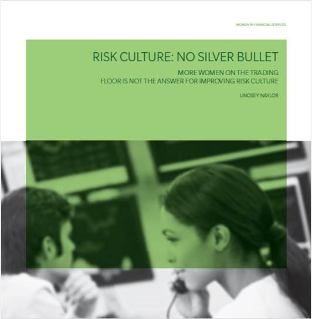 WOMEN IN FINANCIAL SERVICES
RISK CULTURE: NO SILVER BULLET
MORE WOMEN ON THE TRADING
FLOOR IS NOT THE ANSWER FOR IMPROVING RISK CULTURE
LINDSEY NAYLOR